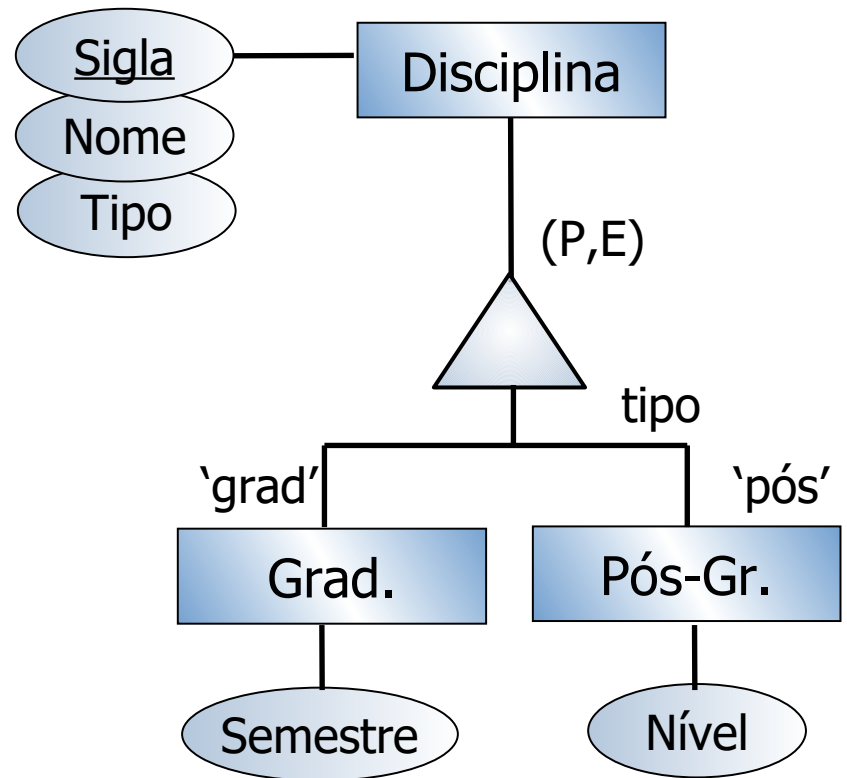 Sigla
Disciplina
Nome
Tipo
(P,E)
tipo
‘grad’
‘pós’
Grad.
Pós-Gr.
Semestre
Nível